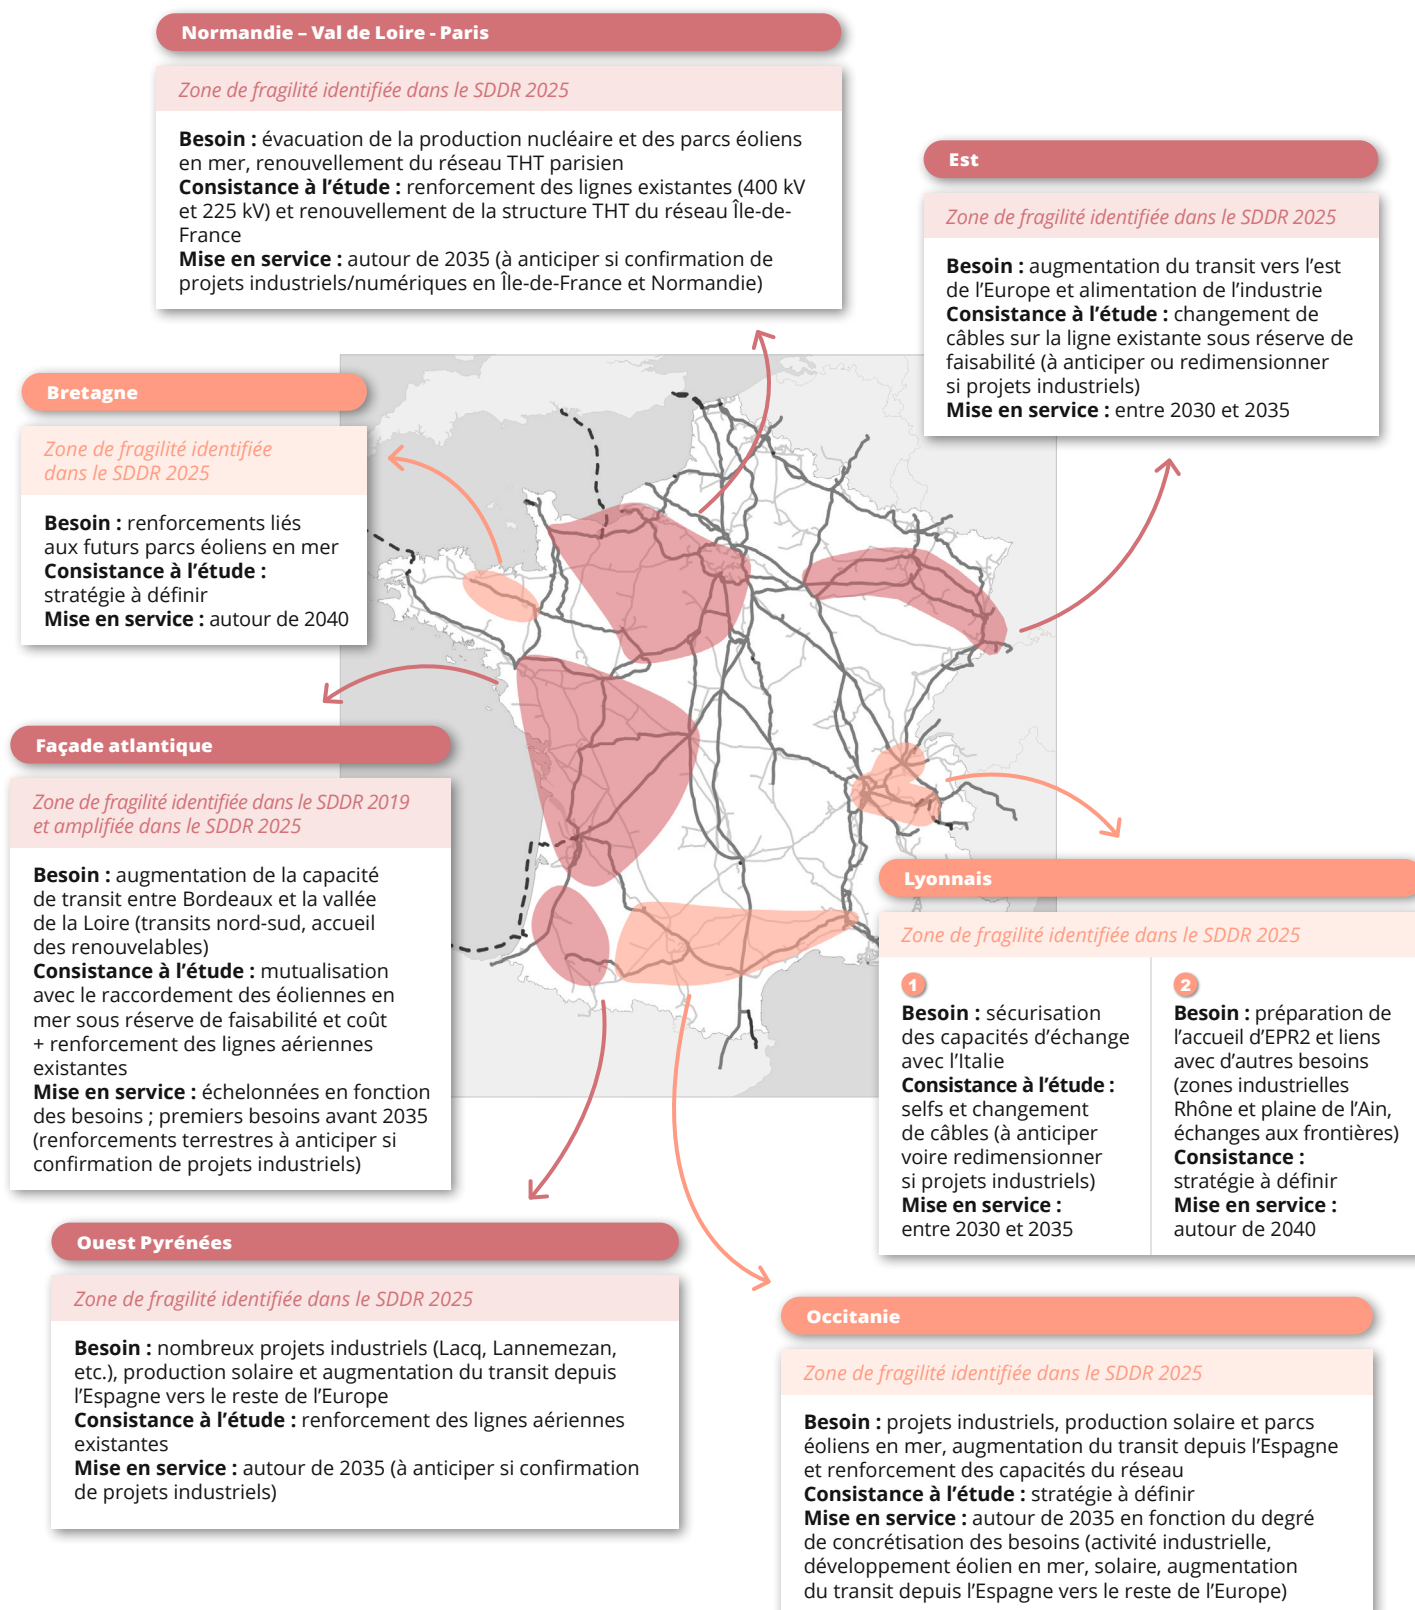 Normandie – Val de Loire - Paris
Zone de fragilité identifiée dans le SDDR 2025
Besoin : évacuation de la production nucléaire et des parcs éoliens
en mer, renouvellement du réseau THT parisien
Consistance à l’étude : renforcement des lignes existantes (400 kV
et 225 kV) et renouvellement de la structure THT du réseau Île-de-
France
Mise en service : autour de 2035 (à anticiper si confirmation de
projets industriels/numériques en Île-de-France et Normandie)
Est
Zone de fragilité identifiée dans le SDDR 2025
Besoin : augmentation du transit vers l’est
de l’Europe et alimentation de l’industrie
Consistance à l’étude : changement de
câbles sur la ligne existante sous réserve de
faisabilité (à anticiper ou redimensionner
si projets industriels)
Mise en service : entre 2030 et 2035
Bretagne
Zone de fragilité identifiée
dans le SDDR 2025
Besoin : renforcements liés
aux futurs parcs éoliens en mer
Consistance à l’étude :
stratégie à définir
Mise en service : autour de 2040
Façade atlantique
Zone de fragilité identifiée dans le SDDR 2019
et amplifiée dans le SDDR 2025
Besoin : augmentation de la capacité
de transit entre Bordeaux et la vallée
de la Loire (transits nord-sud, accueil
des renouvelables)
Consistance à l’étude : mutualisation
avec le raccordement des éoliennes en
mer sous réserve de faisabilité et coût
+ renforcement des lignes aériennes
existantes
Mise en service : échelonnées en fonction
des besoins ; premiers besoins avant 2035
(renforcements terrestres à anticiper si
confirmation de projets industriels)
Lyonnais
Zone de fragilité identifiée dans le SDDR 2025
1
Besoin : sécurisation
des capacités d’échange
avec l’Italie
Consistance à l’étude :
selfs et changement
de câbles (à anticiper
voire redimensionner
si projets industriels)
Mise en service :
entre 2030 et 2035
2
Besoin : préparation de
l’accueil d’EPR2 et liens
avec d’autres besoins
(zones industrielles
Rhône et plaine de l’Ain,
échanges aux frontières)
Consistance :
stratégie à définir
Mise en service :
autour de 2040
Ouest Pyrénées
Zone de fragilité identifiée dans le SDDR 2025
Besoin : nombreux projets industriels (Lacq, Lannemezan,
etc.), production solaire et augmentation du transit depuis
l’Espagne vers le reste de l’Europe
Consistance à l’étude : renforcement des lignes aériennes
existantes
Mise en service : autour de 2035 (à anticiper si confirmation
de projets industriels)
Occitanie
Zone de fragilité identifiée dans le SDDR 2025
Besoin : projets industriels, production solaire et parcs
éoliens en mer, augmentation du transit depuis l’Espagne
et renforcement des capacités du réseau
Consistance à l’étude : stratégie à définir
Mise en service : autour de 2035 en fonction du degré
de concrétisation des besoins (activité industrielle,
développement éolien en mer, solaire, augmentation
du transit depuis l’Espagne vers le reste de l’Europe)